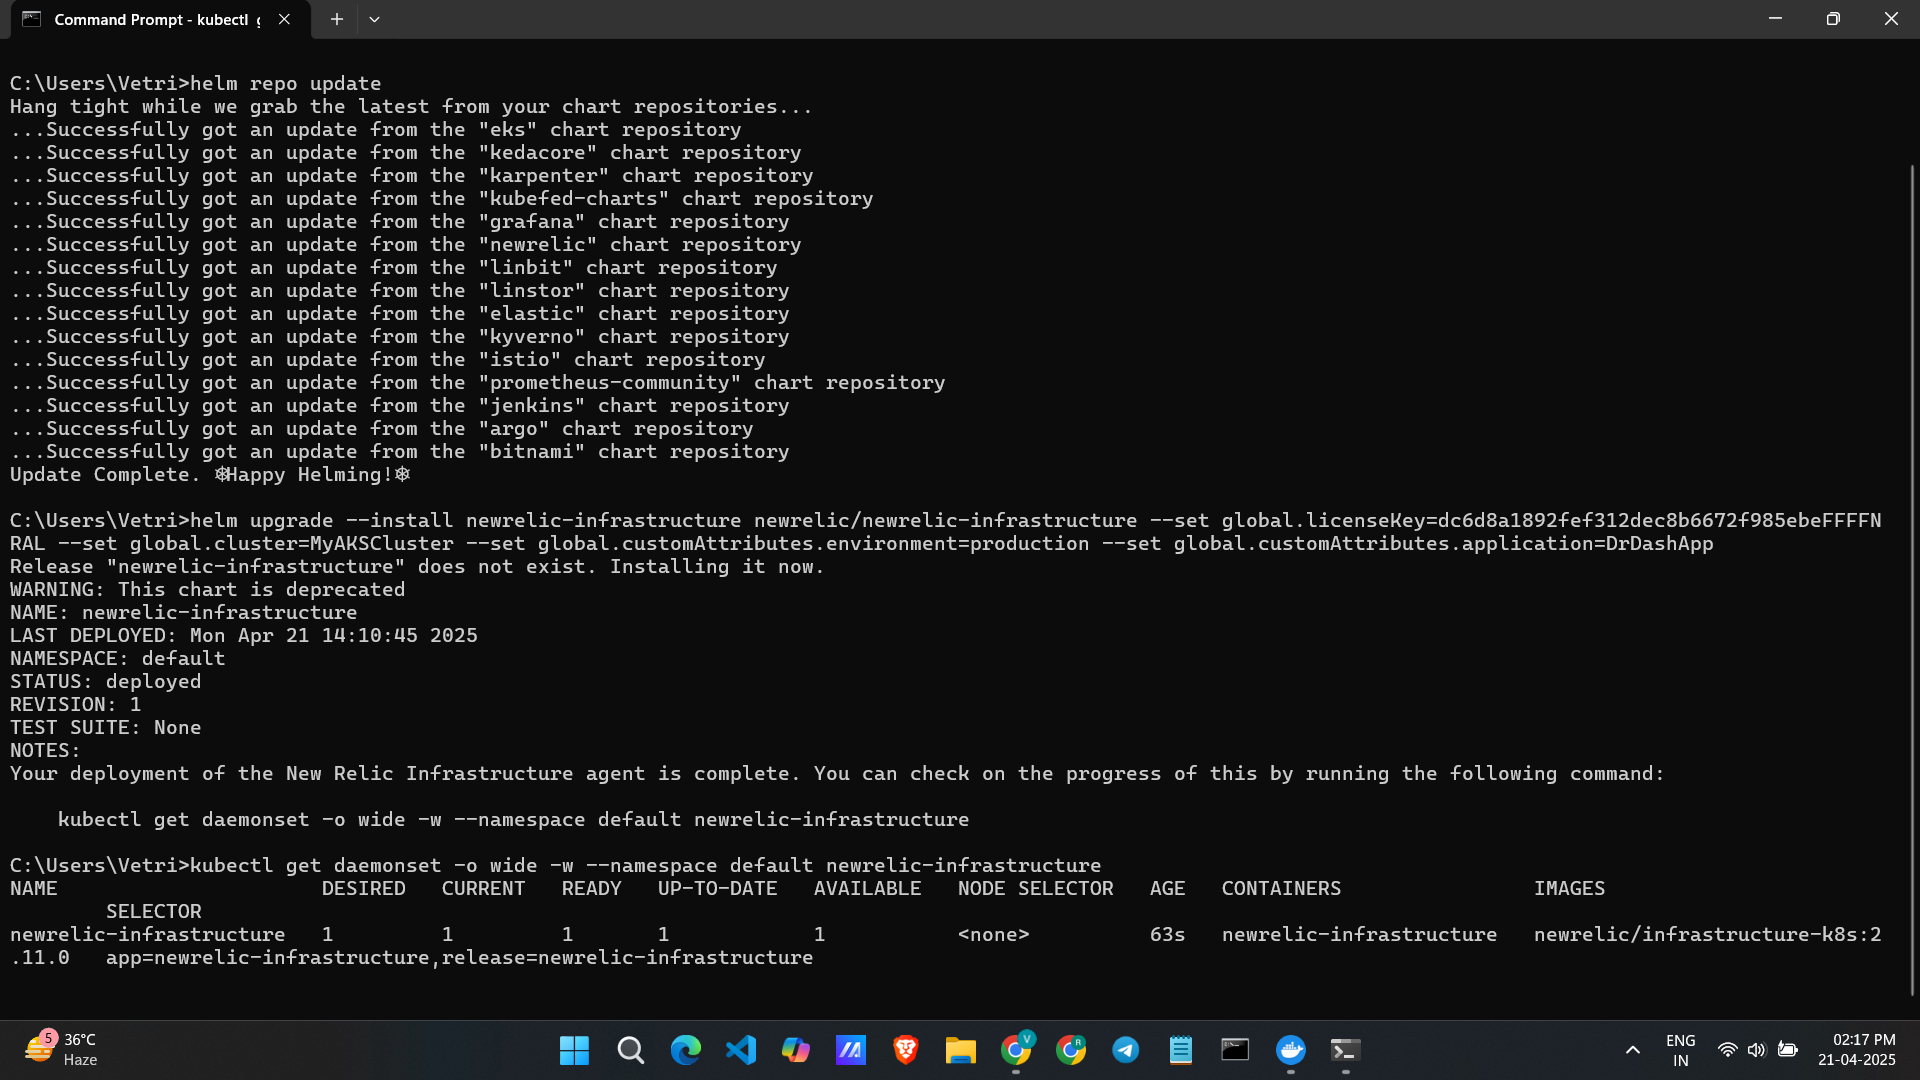 Command Prompt - kubectl g
C:\Users\Vetri>helm repo update
Hang tight while we grab the latest from your chart repositories...
...Successfully got an update from the "eks" chart repository
...Successfully got an update from the "kedacore" chart repository
...Successfully got an update from the "karpenter" chart repository
...Successfully got an update from the "kubefed-charts" chart repository
...Successfully got an update from the "grafana" chart repository
...Successfully got an update from the "newrelic" chart repository
...Successfully got an update from the "linbit" chart repository
...Successfully got an update from the "linstor" chart repository
...Successfully got an update from the "elastic" chart repository
...Successfully got an update from the "kyverno" chart repository
...Successfully got an update from the "istio" chart repository
...Successfully got an update from the "prometheus-community" chart repository
...Successfully got an update from the "jenkins" chart repository
...Successfully got an update from the "argo" chart repository
...Successfully got an update from the "bitnami" chart repository
Update Complete. ⎈Happy Helming!⎈
C:\Users\Vetri>helm upgrade --install newrelic-infrastructure newrelic/newrelic-infrastructure --set global.licenseKey=dc6d8a1892fef312dec8b6672f985ebeFFFFN
RAL --set global.cluster=MyAKSCluster --set global.customAttributes.environment=production --set global.customAttributes.application=DrDashApp
Release "newrelic-infrastructure" does not exist. Installing it now.
WARNING: This chart is deprecated
NAME: newrelic-infrastructure
LAST DEPLOYED: Mon Apr 21 14:10:45 2025
NAMESPACE: default
STATUS: deployed
REVISION: 1
TEST SUITE: None
NOTES:
Your deployment of the New Relic Infrastructure agent is complete. You can check on the progress of this by running the following command:
kubectl get daemonset -o wide -w --namespace default newrelic-infrastructure
C:\Users\Vetri>kubectl get daemonset -o wide -w --namespace default newrelic-infrastructure
NAME DESIRED CURRENT READY UP-TO-DATE AVAILABLE NODE SELECTOR AGE CONTAINERS IMAGES
SELECTOR
newrelic-infrastructure 1 1 1 1 1 <none> 63s newrelic-infrastructure newrelic/infrastructure-k8s:2
.11.0 app=newrelic-infrastructure,release=newrelic-infrastructure
5
36°C
Haze
V
R
ENG
IN
02:17 PM
21-04-2025